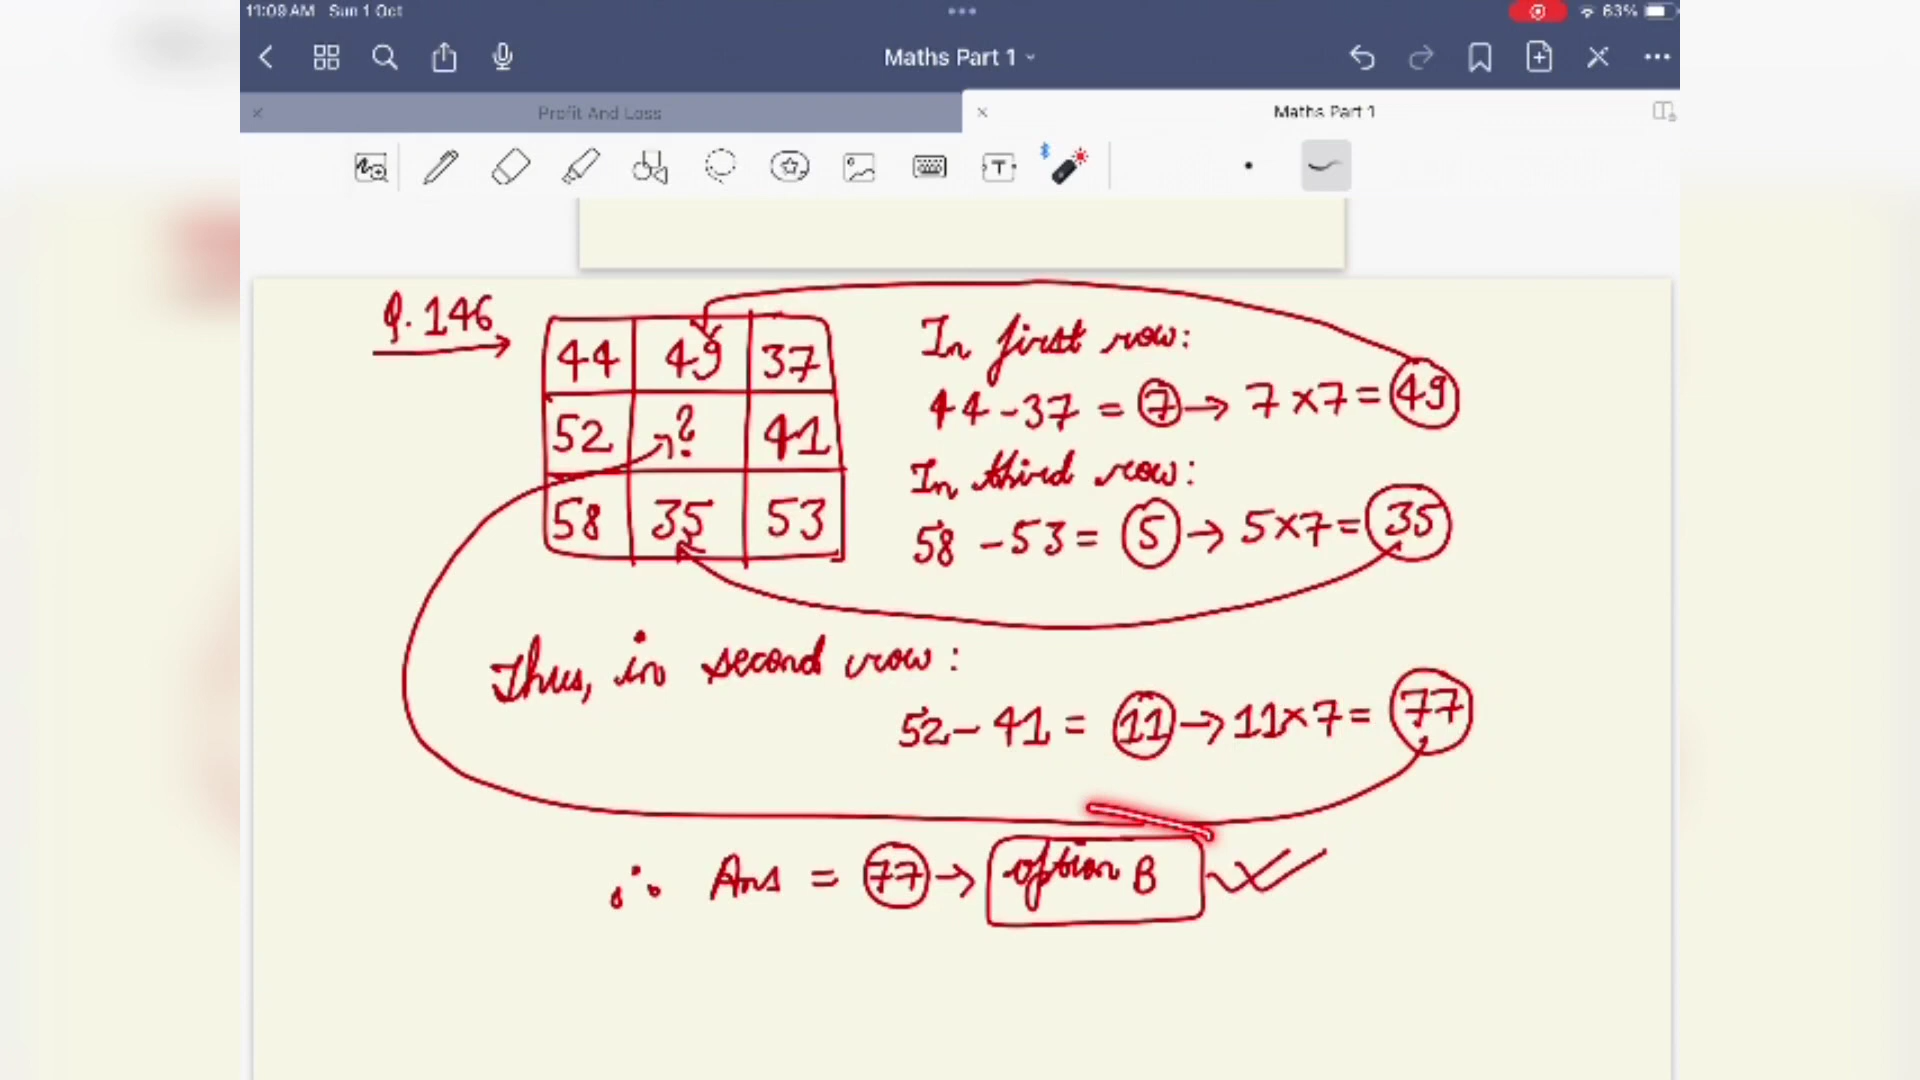 11:09 AM Sun 1 Oct
63%
Maths Part 1
Profit And Loss
Maths Part 1
T
Q.146
44 49 37
52 ? 41
58 35 53
In first row:
44-37 = 7 → 7×7 = 49
In third row:
58-53 = 5 → 5×7 = 35
Thus, in second row:
52-41 = 11 → 11×7 = 77
∴ Ans = 77 → option B